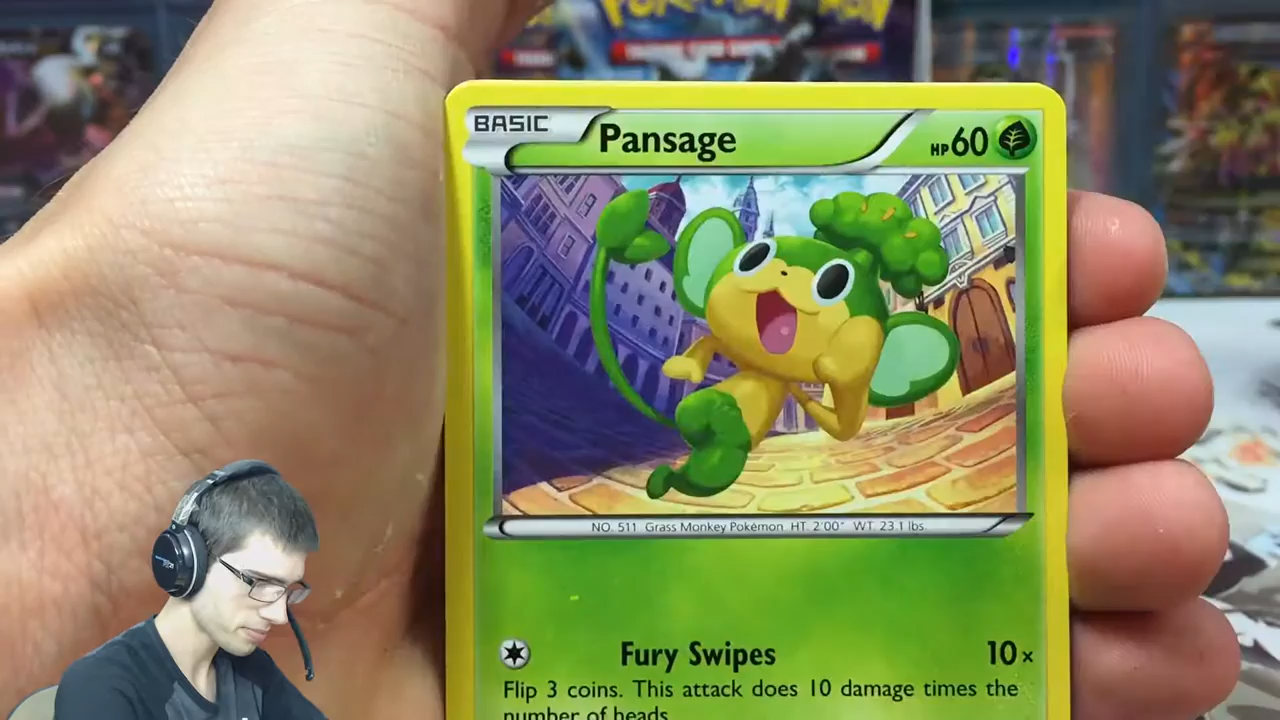 POKÉMON
BASIC
Pansage
HP60
NO. 511 Grass Monkey Pokémon HT. 2'00" WT. 23.1 lbs.
Fury Swipes 10×
Flip 3 coins. This attack does 10 damage times the
number of heads.